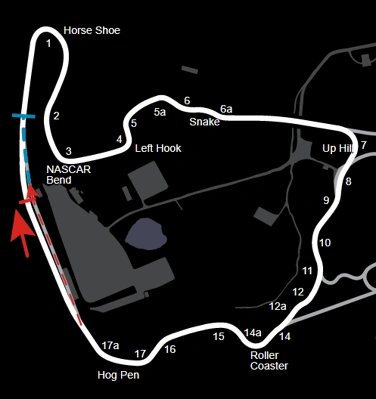 Horse Shoe
1
2
3
NASCAR
Bend
4
Left Hook
5
5a
6
Snake
6a
Up Hill
7
8
9
10
11
12
12a
14
14a
Roller
Coaster
15
16
17
17a
Hog Pen